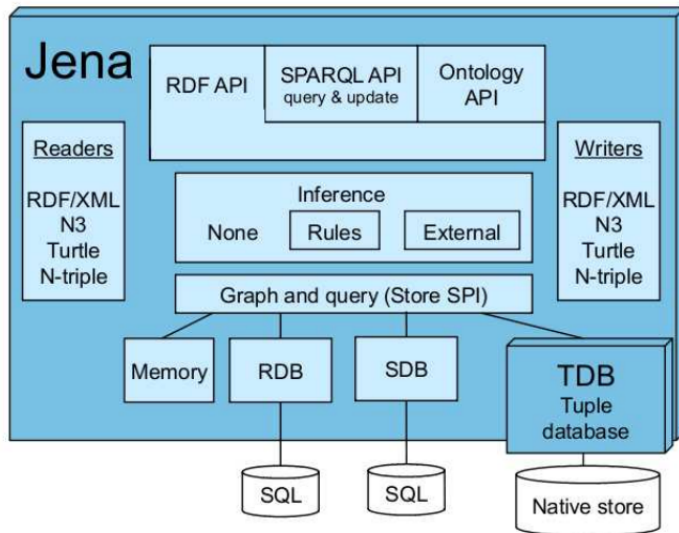 Jena
RDF API
SPARQL API
query & update
Ontology
API
Readers
RDF/XML
N3
Turtle
N-triple
Writers
RDF/XML
N3
Turtle
N-triple
Inference
None
Rules
External
Graph and query (Store SPI)
Memory
RDB
SDB
TDB
Tuple
database
SQL
SQL
Native store